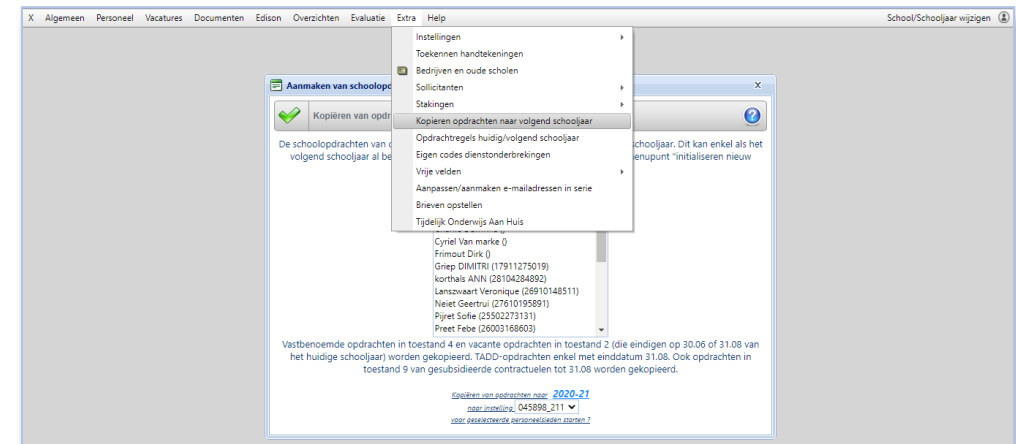 X Algemeen Personeel Vacatures Documenten Edison Overzichten Evaluatie Extra Help School/Schooljaar wijzigen
Instellingen
Toekennen handtekeningen
Bedrijven en oude scholen
Sollicitanten
Stakingen
Kopieren opdrachten naar volgend schooljaar
Opdrachtregels huidig/volgend schooljaar
Eigen codes dienstonderbrekingen
Vrije velden
Aanpassen/aanmaken e-mailadressen in serie
Brieven opstellen
Tijdelijk Onderwijs Aan Huis
Aanmaken van schoolop X
Kopiëren van opdr
De schoolopdrachten van schooljaar. Dit kan enkel als het
volgend schooljaar al be enupunt "initialiseren nieuw
Cyriel Van marke ()
Frimout Dirk ()
Griep DIMITRI (17911275019)
korthals ANN (28104284892)
Lanszwaart Veronique (26910148511)
Neiet Geertrui (27610195891)
Pijret Sofie (25502273131)
Preet Febe (26003168603)
Vastbenoemde opdrachten in toestand 4 en vacante opdrachten in toestand 2 (die eindigen op 30.06 of 31.08 van
het huidige schooljaar) worden gekopieerd. TADD-opdrachten enkel met einddatum 31.08. Ook opdrachten in
toestand 9 van gesubsidieerde contractuelen tot 31.08 worden gekopieerd.
Kopiëren van opdrachten naar 2020-21
naar instelling 045898_211
voor geselecteerde personeelsleden starten ?